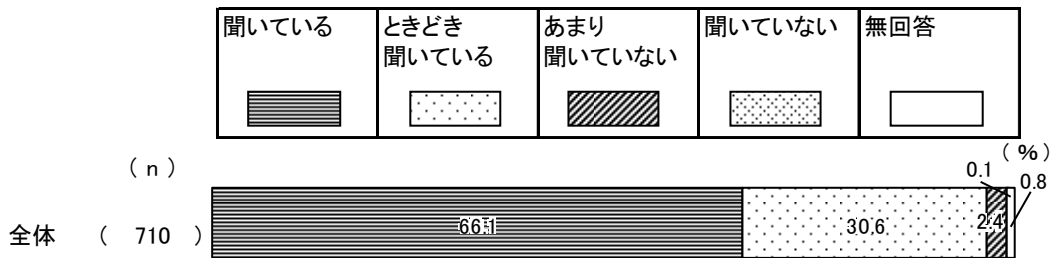 聞いている
ときどき
聞いている
あまり
聞いていない
聞いていない
無回答
( n )
( % )
0.1
0.8
全体 ( 710 )
66.1
30.6
2.4